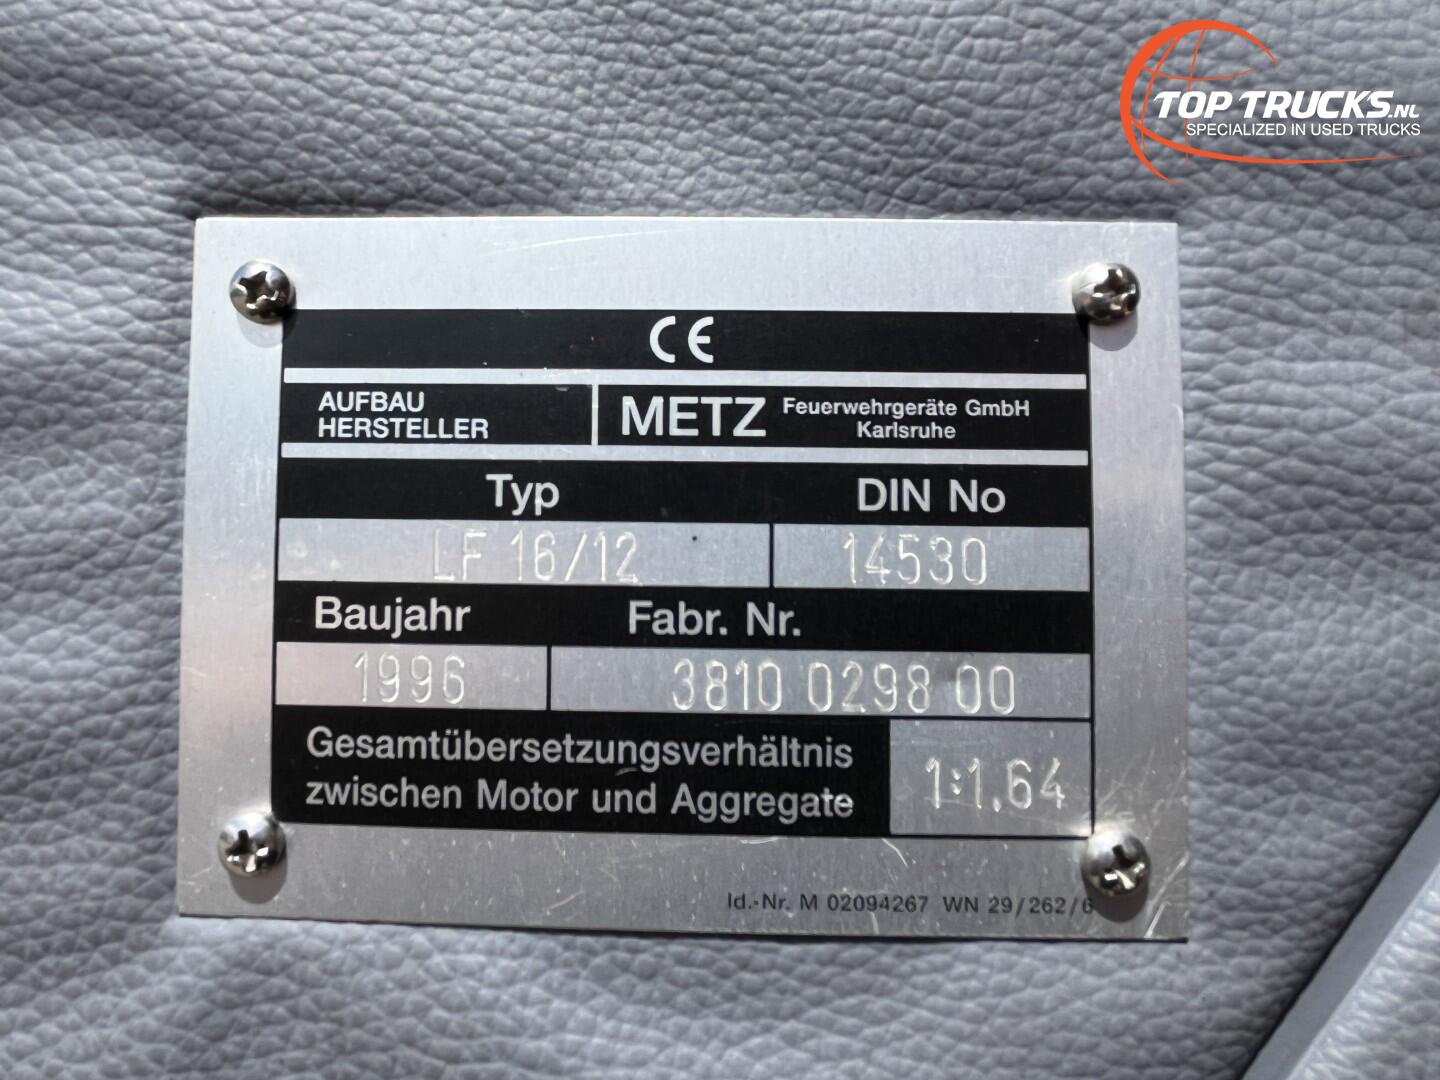 TOP TRUCKS.NL
SPECIALIZED IN USED TRUCKS
CE
AUFBAU
HERSTELLER
METZ
Feuerwehrgeräte GmbH
Karlsruhe
Typ
DIN No
LF 16/12
14530
Baujahr
Fabr. Nr.
1996
3810 0298 00
Gesamtübersetzungsverhältnis
zwischen Motor und Aggregate
1:1.64
Id.-Nr. M 02094267 WN 29/262/6